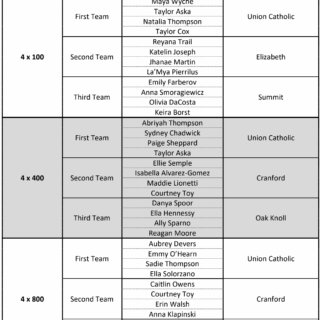 Maya Wyche
First Team
Taylor Aska
Union Catholic
Natalia Thompson
Taylor Cox
4 x 100
Second Team
Reyana Trail
Katelin Joseph
Elizabeth
Jhanae Martin
La'Mya Pierrilus
Third Team
Emily Farberov
Anna Smoragiewicz
Summit
Olivia DaCosta
Keira Borst
First Team
Abriyah Thompson
Sydney Chadwick
Union Catholic
Paige Sheppard
Taylor Aska
4 x 400
Second Team
Ellie Semple
Isabella Alvarez-Gomez
Cranford
Maddie Lionetti
Courtney Toy
Third Team
Danya Spoor
Ella Hennessy
Oak Knoll
Ally Sparno
Reagan Moore
First Team
Aubrey Devers
Emmy O'Hearn
Union Catholic
Sadie Thompson
Ella Solorzano
4 x 800
Second Team
Caitlin Owens
Courtney Toy
Cranford
Erin Walsh
Anna Klapinski